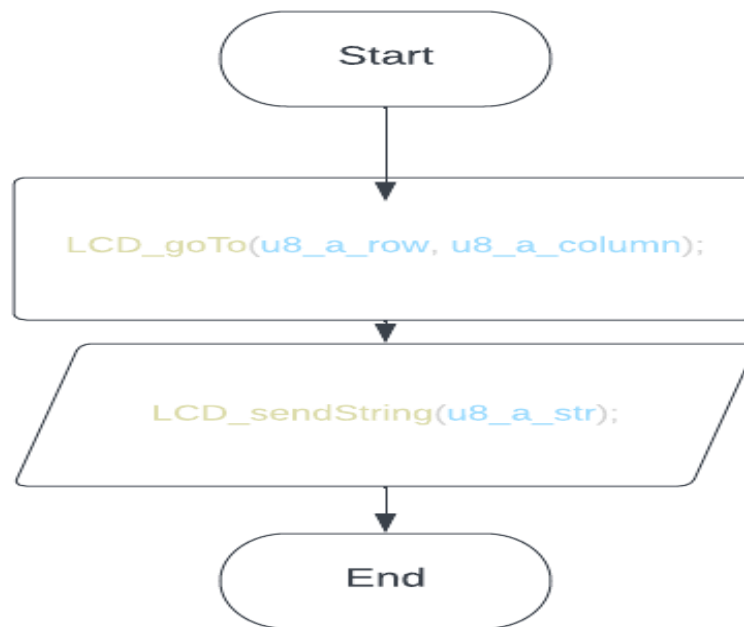 Start
LCD_goTo(u8_a_row, u8_a_column);
LCD_sendString(u8_a_str);
End